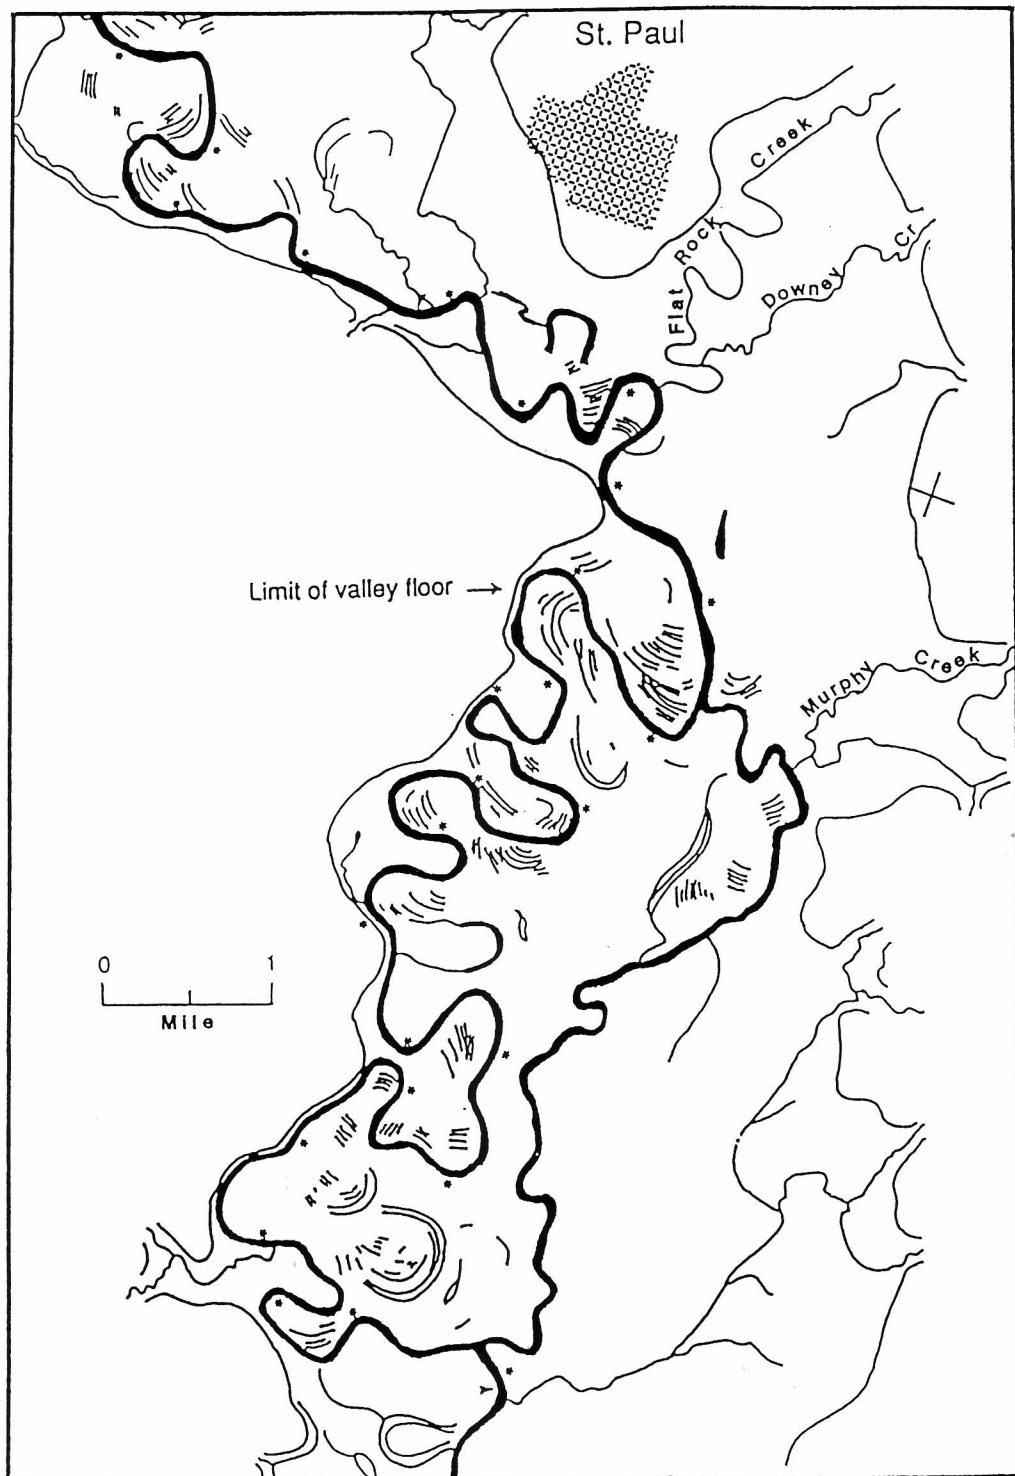 St. Paul
Flat Rock Creek
Downey Cr
Limit of valley floor →
Murphy Creek
0 1
Mile